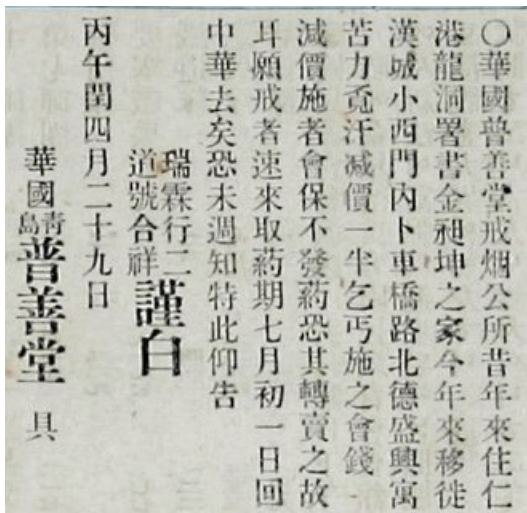 〇華國普善堂戒烟公所昔年來住仁
港龍洞署書金昶坤之家今年來移徙
漢城小西門內卜車橋路北德盛興寓
苦力覔汗减價一半乞丐施之會錢
减價施者會保不發葯恐其轉賣之故
耳願戒者速來取葯期七月初一日回
中華去矣恐未週知特此仰告
瑞霖行二
道號合祥
謹白
丙午閏四月二十九日
華國青島普善堂 具